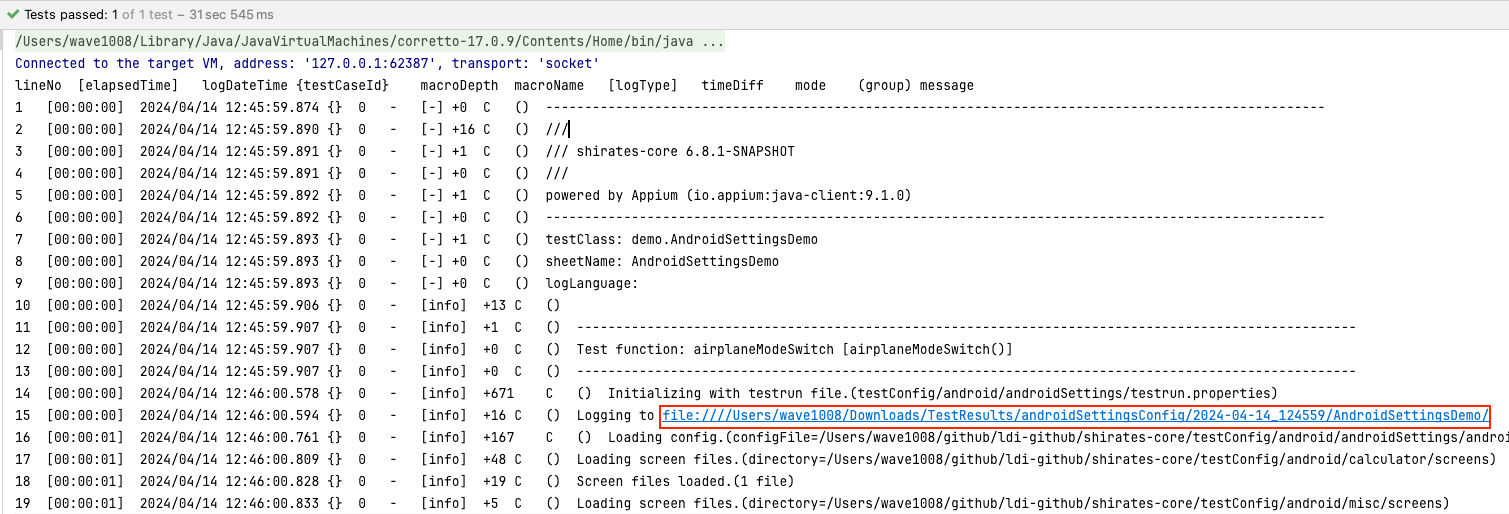 Tests passed: 1 of 1 test – 31 sec 545 ms
/Users/wave1008/Library/Java/JavaVirtualMachines/corretto-17.0.9/Contents/Home/bin/java ...
Connected to the target VM, address: '127.0.0.1:62387', transport: 'socket'
lineNo [elapsedTime] logDateTime {testCaseId} macroDepth macroName [logType] timeDiff mode (group) message
1 [00:00:00] 2024/04/14 12:45:59.874 {} 0 - [-] +0 C () ----------------------------------------------------------------------------------------------------
2 [00:00:00] 2024/04/14 12:45:59.890 {} 0 - [-] +16 C () ///
3 [00:00:00] 2024/04/14 12:45:59.891 {} 0 - [-] +1 C () /// shirates-core 6.8.1-SNAPSHOT
4 [00:00:00] 2024/04/14 12:45:59.891 {} 0 - [-] +0 C () ///
5 [00:00:00] 2024/04/14 12:45:59.892 {} 0 - [-] +1 C () powered by Appium (io.appium:java-client:9.1.0)
6 [00:00:00] 2024/04/14 12:45:59.892 {} 0 - [-] +0 C () ----------------------------------------------------------------------------------------------------
7 [00:00:00] 2024/04/14 12:45:59.893 {} 0 - [-] +1 C () testClass: demo.AndroidSettingsDemo
8 [00:00:00] 2024/04/14 12:45:59.893 {} 0 - [-] +0 C () sheetName: AndroidSettingsDemo
9 [00:00:00] 2024/04/14 12:45:59.893 {} 0 - [-] +0 C () logLanguage:
10 [00:00:00] 2024/04/14 12:45:59.906 {} 0 - [info] +13 C ()
11 [00:00:00] 2024/04/14 12:45:59.907 {} 0 - [info] +1 C () ----------------------------------------------------------------------------------------------------
12 [00:00:00] 2024/04/14 12:45:59.907 {} 0 - [info] +0 C () Test function: airplaneModeSwitch [airplaneModeSwitch()]
13 [00:00:00] 2024/04/14 12:45:59.907 {} 0 - [info] +0 C () ----------------------------------------------------------------------------------------------------
14 [00:00:00] 2024/04/14 12:46:00.578 {} 0 - [info] +671 C () Initializing with testrun file.(testConfig/android/androidSettings/testrun.properties)
15 [00:00:00] 2024/04/14 12:46:00.594 {} 0 - [info] +16 C () Logging to file:////Users/wave1008/Downloads/TestResults/androidSettingsConfig/2024-04-14_124559/AndroidSettingsDemo/
16 [00:00:00] 2024/04/14 12:46:00.761 {} 0 - [info] +167 C () Loading config.(configFile=/Users/wave1008/github/ldi-github/shirates-core/testConfig/android/androidSettings/andro
17 [00:00:01] 2024/04/14 12:46:00.809 {} 0 - [info] +48 C () Loading screen files.(directory=/Users/wave1008/github/ldi-github/shirates-core/testConfig/android/calculator/screens)
18 [00:00:01] 2024/04/14 12:46:00.828 {} 0 - [info] +19 C () Screen files loaded.(1 file)
19 [00:00:01] 2024/04/14 12:46:00.833 {} 0 - [info] +5 C () Loading screen files.(directory=/Users/wave1008/github/ldi-github/shirates-core/testConfig/android/misc/screens)